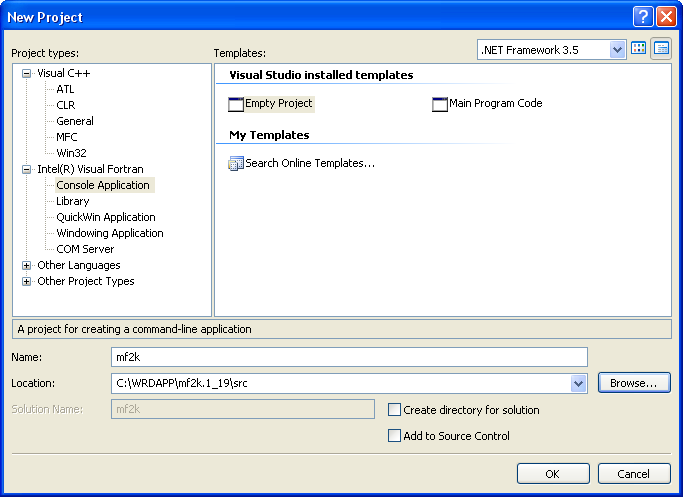 New Project
Project types:
Templates:
.NET Framework 3.5
Visual C++
ATL
CLR
General
MFC
Win32
Intel(R) Visual Fortran
Console Application
Library
QuickWin Application
Windowing Application
COM Server
Other Languages
Other Project Types
Visual Studio installed templates
Empty Project
Main Program Code
My Templates
Search Online Templates...
A project for creating a command-line application
Name:
mf2k
Location:
C:\WRDAPP\mf2k.1_19\src
Browse...
Solution Name:
mf2k
Create directory for solution
Add to Source Control
OK
Cancel